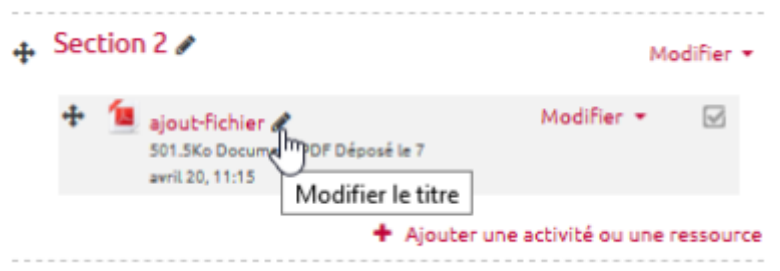 Section 2
Modifier
ajout-fichier
Modifier
501.5Ko Docume PDF Déposé le 7
avril 20, 11:15
Modifier le titre
Ajouter une activité ou une ressource